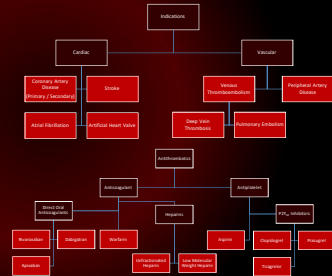 Indications
Cardiac
Vascular
Coronary Artery
Disease
(Primary / Secondary)
Stroke
Venous
Thromboembolism
Peripheral Artery
Disease
Atrial Fibrillation
Artificial Heart Valve
Deep Vein
Thrombosis
Pulmonary Embolism
Antithrombotics
Anticoagulant
Antiplatelet
Direct Oral
Anticoagulants
Heparins
P2Y₁₂ Inhibitors
Rivaroxaban
Dabigatran
Warfarin
Aspirin
Clopidogrel
Prasugrel
Unfractionated
Heparin
Low Molecular
Weight Heparin
Apixaban
Ticagrelor